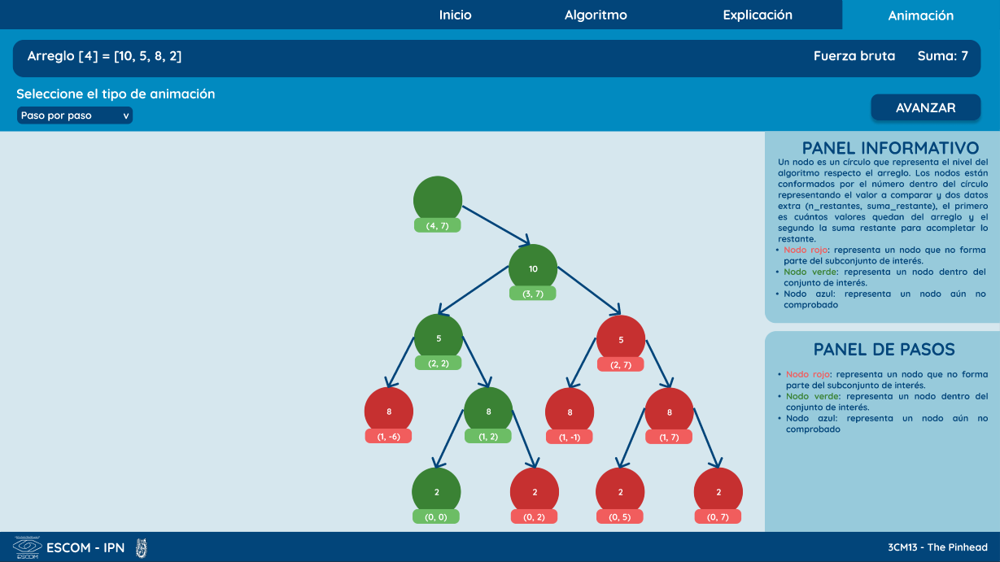 Inicio
Algoritmo
Explicación
Animación
Arreglo [4] = [10, 5, 8, 2]
Fuerza bruta
Suma: 7
Seleccione el tipo de animación
Paso por paso v
AVANZAR
(4, 7)
10
(3, 7)
5
(2, 2)
5
(2, 7)
8
(1, -6)
8
(1, 2)
8
(1, -1)
8
(1, 7)
2
(0, 0)
2
(0, 2)
2
(0, 5)
2
(0, 7)
PANEL INFORMATIVO
Un nodo es un círculo que representa el nivel del
algoritmo respecto el arreglo. Los nodos están
conformados por el número dentro del círculo
representando el valor a comparar y dos datos
extra (n_restantes, suma_restante), el primero
es cuántos valores quedan del arreglo y el
segundo la suma restante para acompletar lo
restante.
• Nodo rojo: representa un nodo que no forma
parte del subconjunto de interés.
• Nodo verde: representa un nodo dentro del
conjunto de interés.
• Nodo azul: representa un nodo aún no
comprobado
PANEL DE PASOS
• Nodo rojo: representa un nodo que no forma
parte del subconjunto de interés.
• Nodo verde: representa un nodo dentro del
conjunto de interés.
• Nodo azul: representa un nodo aún no
comprobado
ESCOM
ESCOM - IPN
3CM13 - The Pinhead